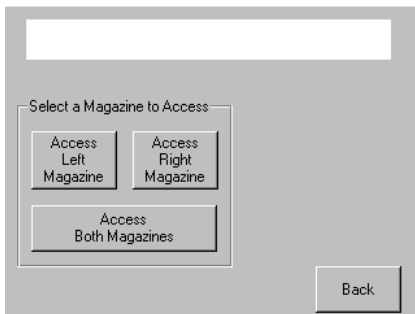 Select a Magazine to Access
Access
Left
Magazine
Access
Right
Magazine
Access
Both Magazines
Back